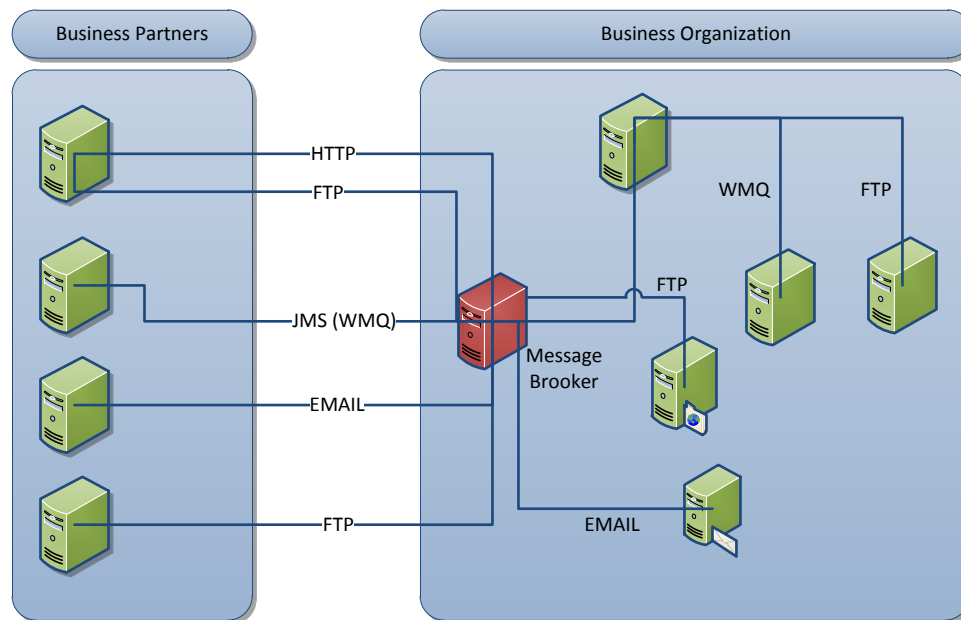 Business Partners
Business Organization
HTTP
FTP
WMQ
FTP
FTP
JMS (WMQ)
Message
Brooker
EMAIL
FTP
EMAIL